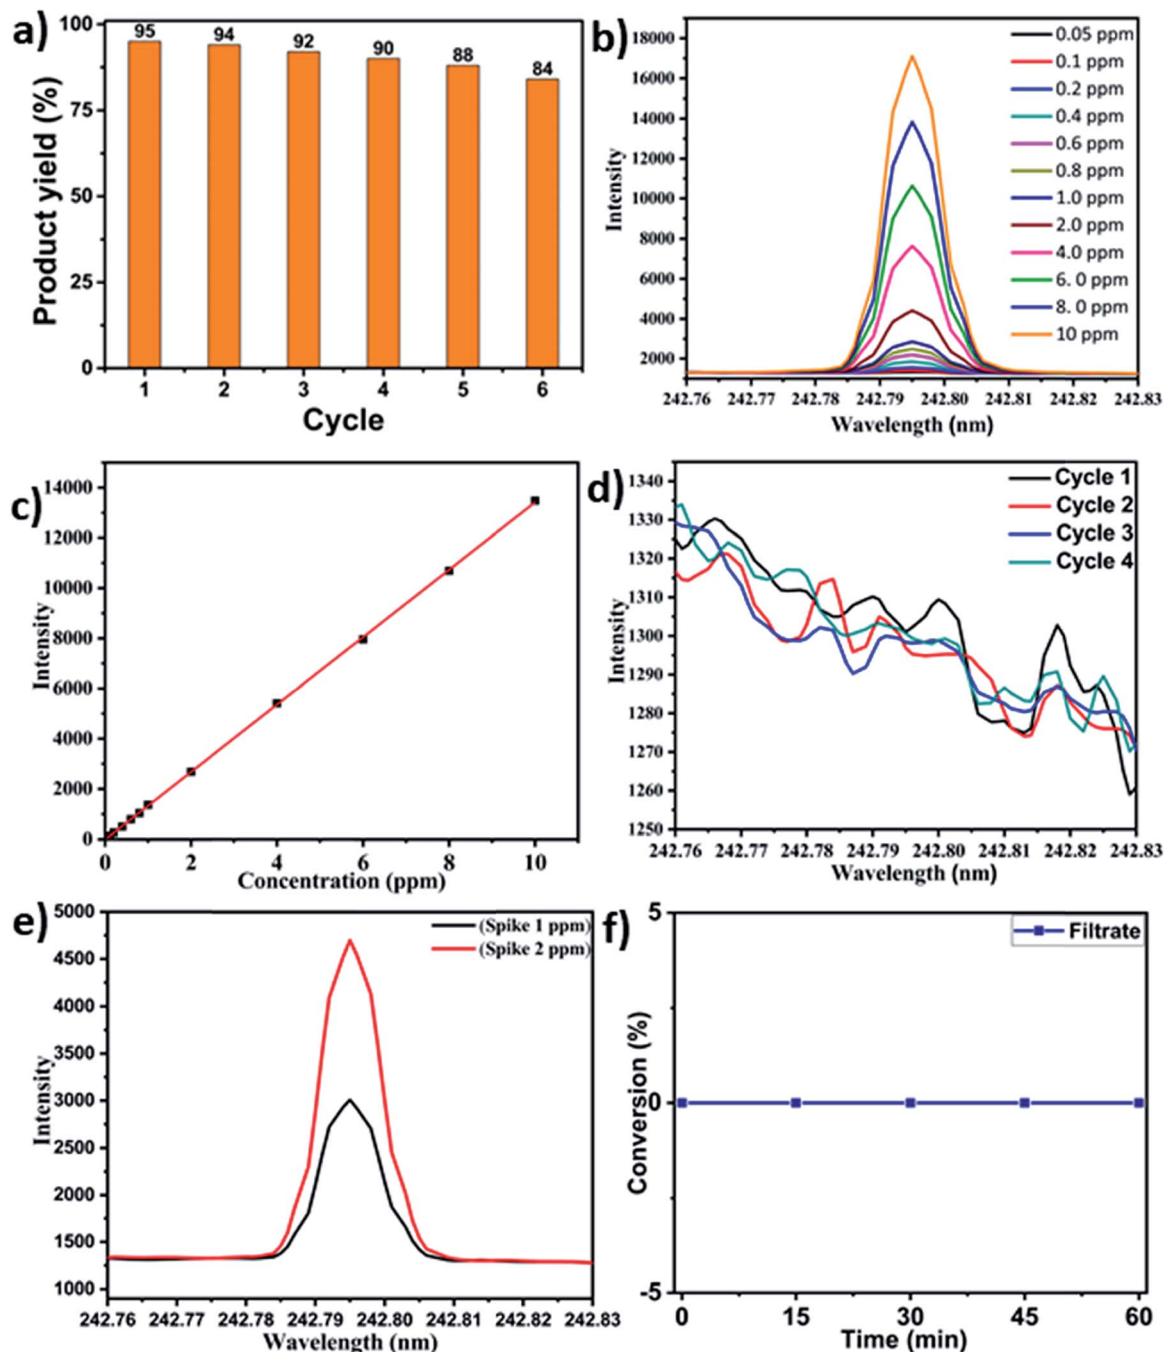 a)
Product yield (%)
100
75
50
25
0
95
94
92
90
88
84
1 2 3 4 5 6
Cycle
b)
Intensity
18000
16000
14000
12000
10000
8000
6000
4000
2000
0.05 ppm
0.1 ppm
0.2 ppm
0.4 ppm
0.6 ppm
0.8 ppm
1.0 ppm
2.0 ppm
4.0 ppm
6. 0 ppm
8. 0 ppm
10 ppm
242.76 242.77 242.78 242.79 242.80 242.81 242.82 242.83
Wavelength (nm)
c)
Intensity
14000
12000
10000
8000
6000
4000
2000
0
0 2 4 6 8 10
Concentration (ppm)
d)
Intensity
1340
1330
1320
1310
1300
1290
1280
1270
1260
1250
Cycle 1
Cycle 2
Cycle 3
Cycle 4
242.76 242.77 242.78 242.79 242.80 242.81 242.82 242.83
Wavelength (nm)
e)
Intensity
5000
4500
4000
3500
3000
2500
2000
1500
1000
(Spike 1 ppm)
(Spike 2 ppm)
242.76 242.77 242.78 242.79 242.80 242.81 242.82 242.83
Wavelength (nm)
f)
Conversion (%)
5
0
-5
Filtrate
0 15 30 45 60
Time (min)